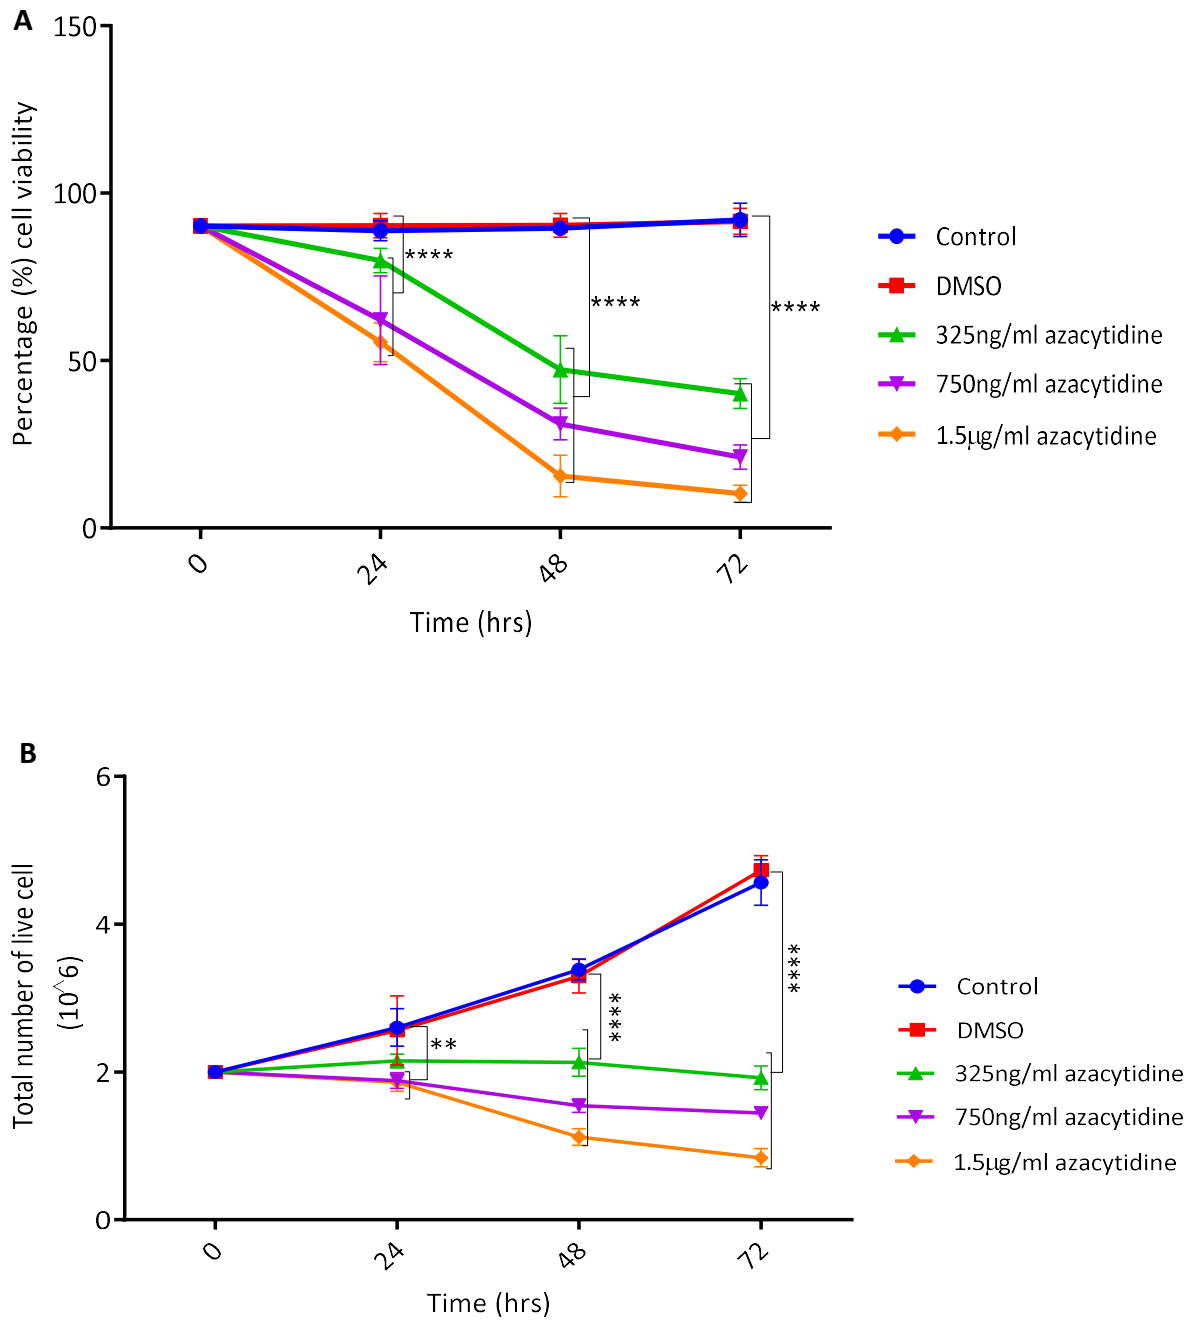 A
150
100
50
0
Percentage (%) cell viability
****
****
****
0
24
48
72
Time (hrs)
Control
DMSO
325ng/ml azacytidine
750ng/ml azacytidine
1.5µg/ml azacytidine
B
6
4
2
0
Total number of live cell
(10^6)
**
****
****
0
24
48
72
Time (hrs)
Control
DMSO
325ng/ml azacytidine
750ng/ml azacytidine
1.5µg/ml azacytidine